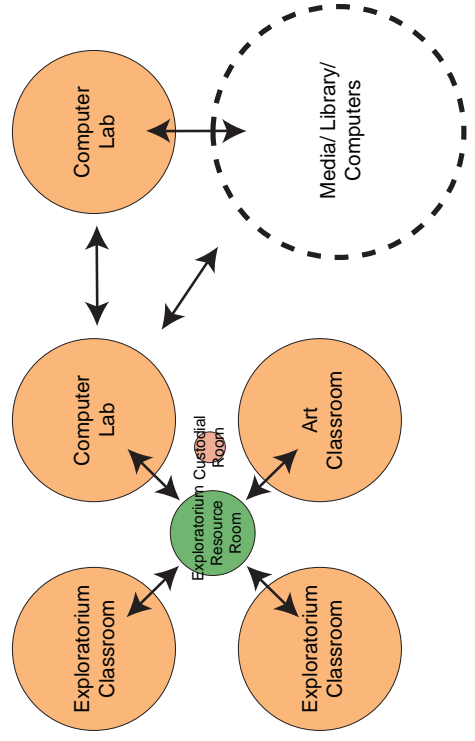 Exploratorium
Classroom
Computer
Lab
Computer
Lab
Exploratorium
Resource
Room
Custodial
Room
Exploratorium
Classroom
Art
Classroom
Media/ Library/
Computers